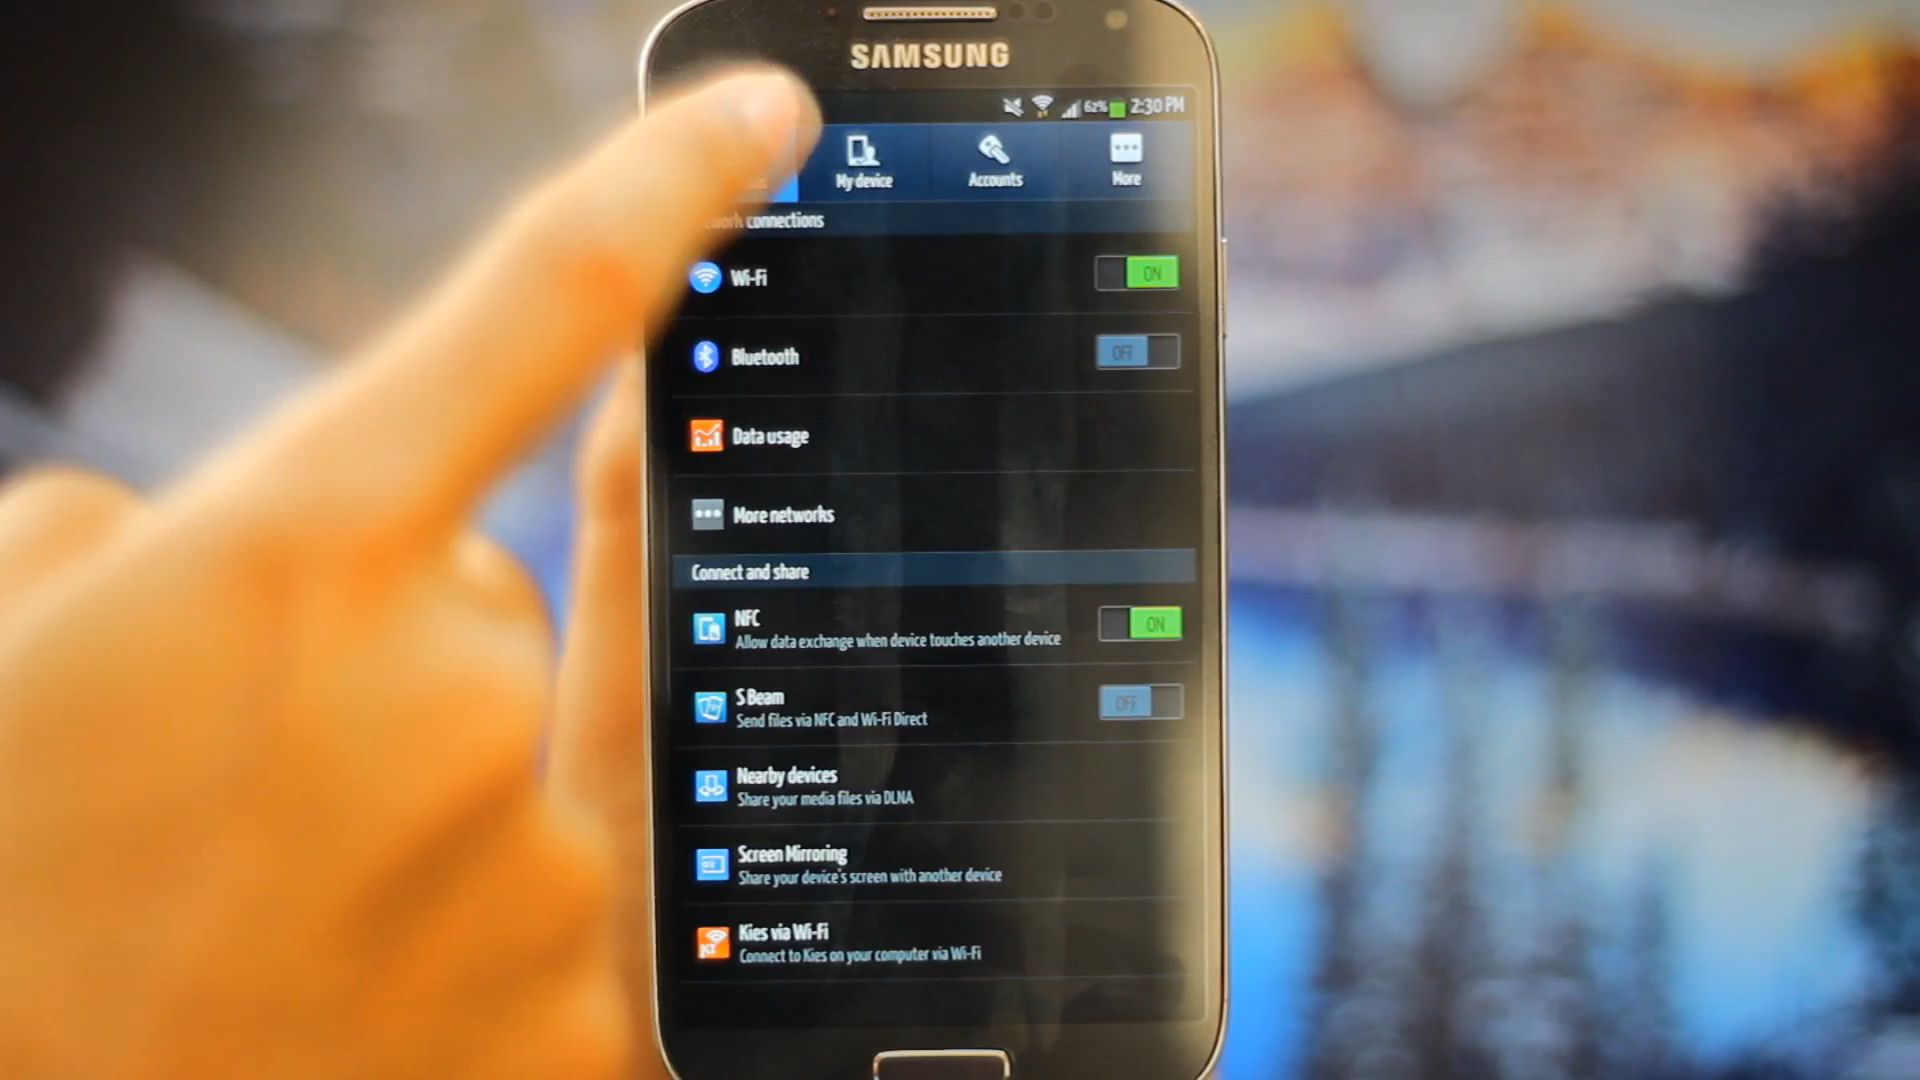 SAMSUNG
62% 2:30 PM
My device
Accounts
More
connections
Wi-Fi
ON
Bluetooth
OFF
Data usage
More networks
Connect and share
NFC
Allow data exchange when device touches another device
ON
S Beam
Send files via NFC and Wi-Fi Direct
OFF
Nearby devices
Share your media files via DLNA
Screen Mirroring
Share your device's screen with another device
Kies via Wi-Fi
Connect to Kies on your computer via Wi-Fi